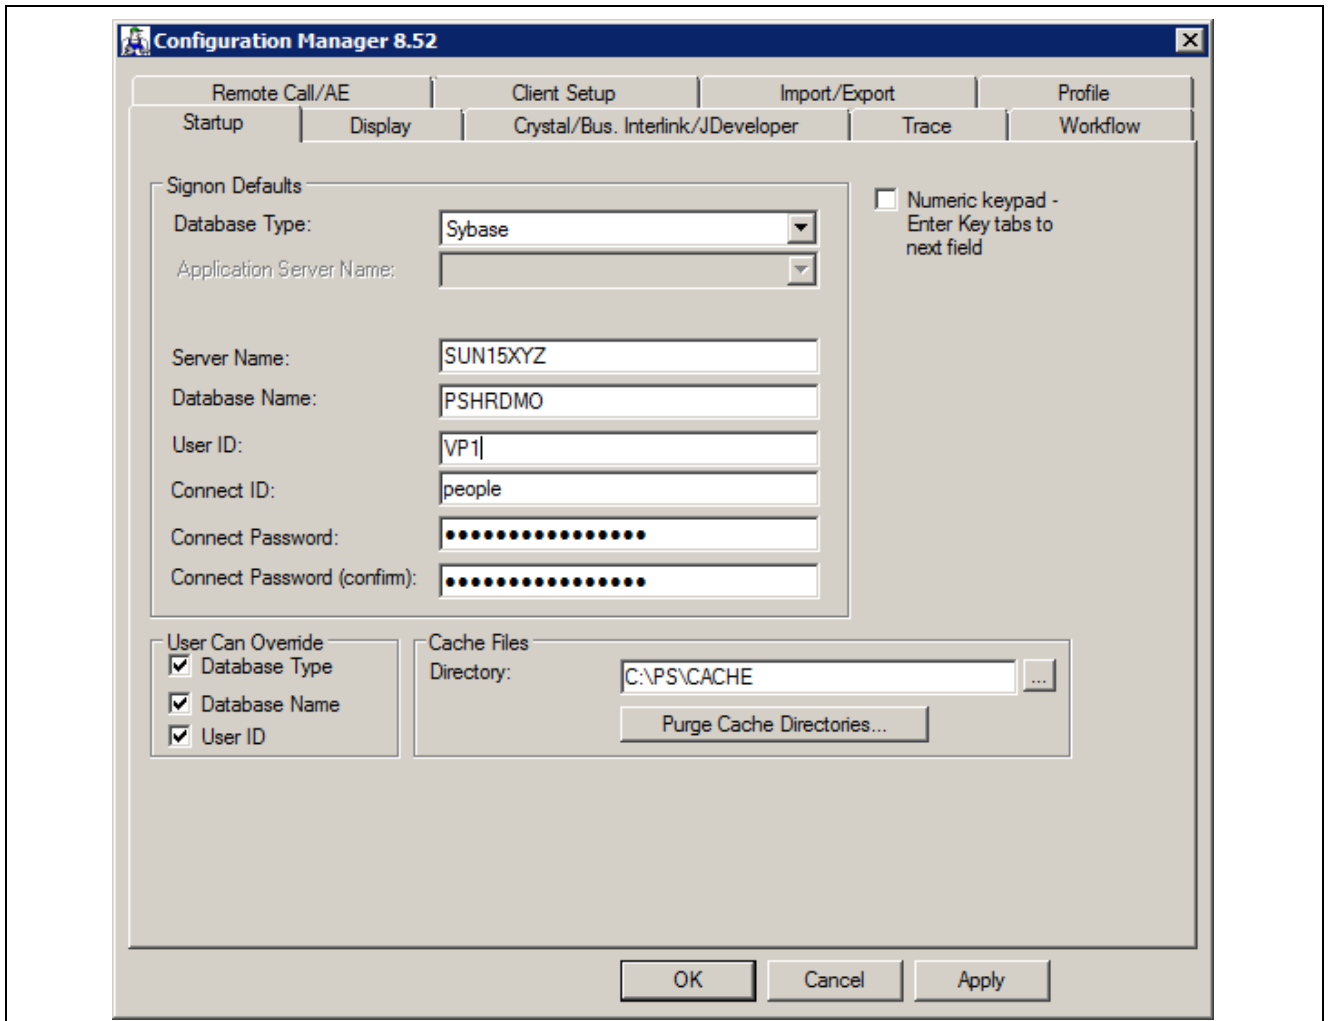 Configuration Manager 8.52
Remote Call/AE Client Setup Import/Export Profile
Startup Display Crystal/Bus. Interlink/JDeveloper Trace Workflow
Signon Defaults
Database Type: Sybase
Application Server Name:
Numeric keypad -
Enter Key tabs to
next field
Server Name: SUN15XYZ
Database Name: PSHRDMO
User ID: VP1
Connect ID: people
Connect Password: ●●●●●●●●●●●●●●●●
Connect Password (confirm): ●●●●●●●●●●●●●●●●
User Can Override
Database Type
Database Name
User ID
Cache Files
Directory: C:\PS\CACHE ...
Purge Cache Directories...
OK Cancel Apply